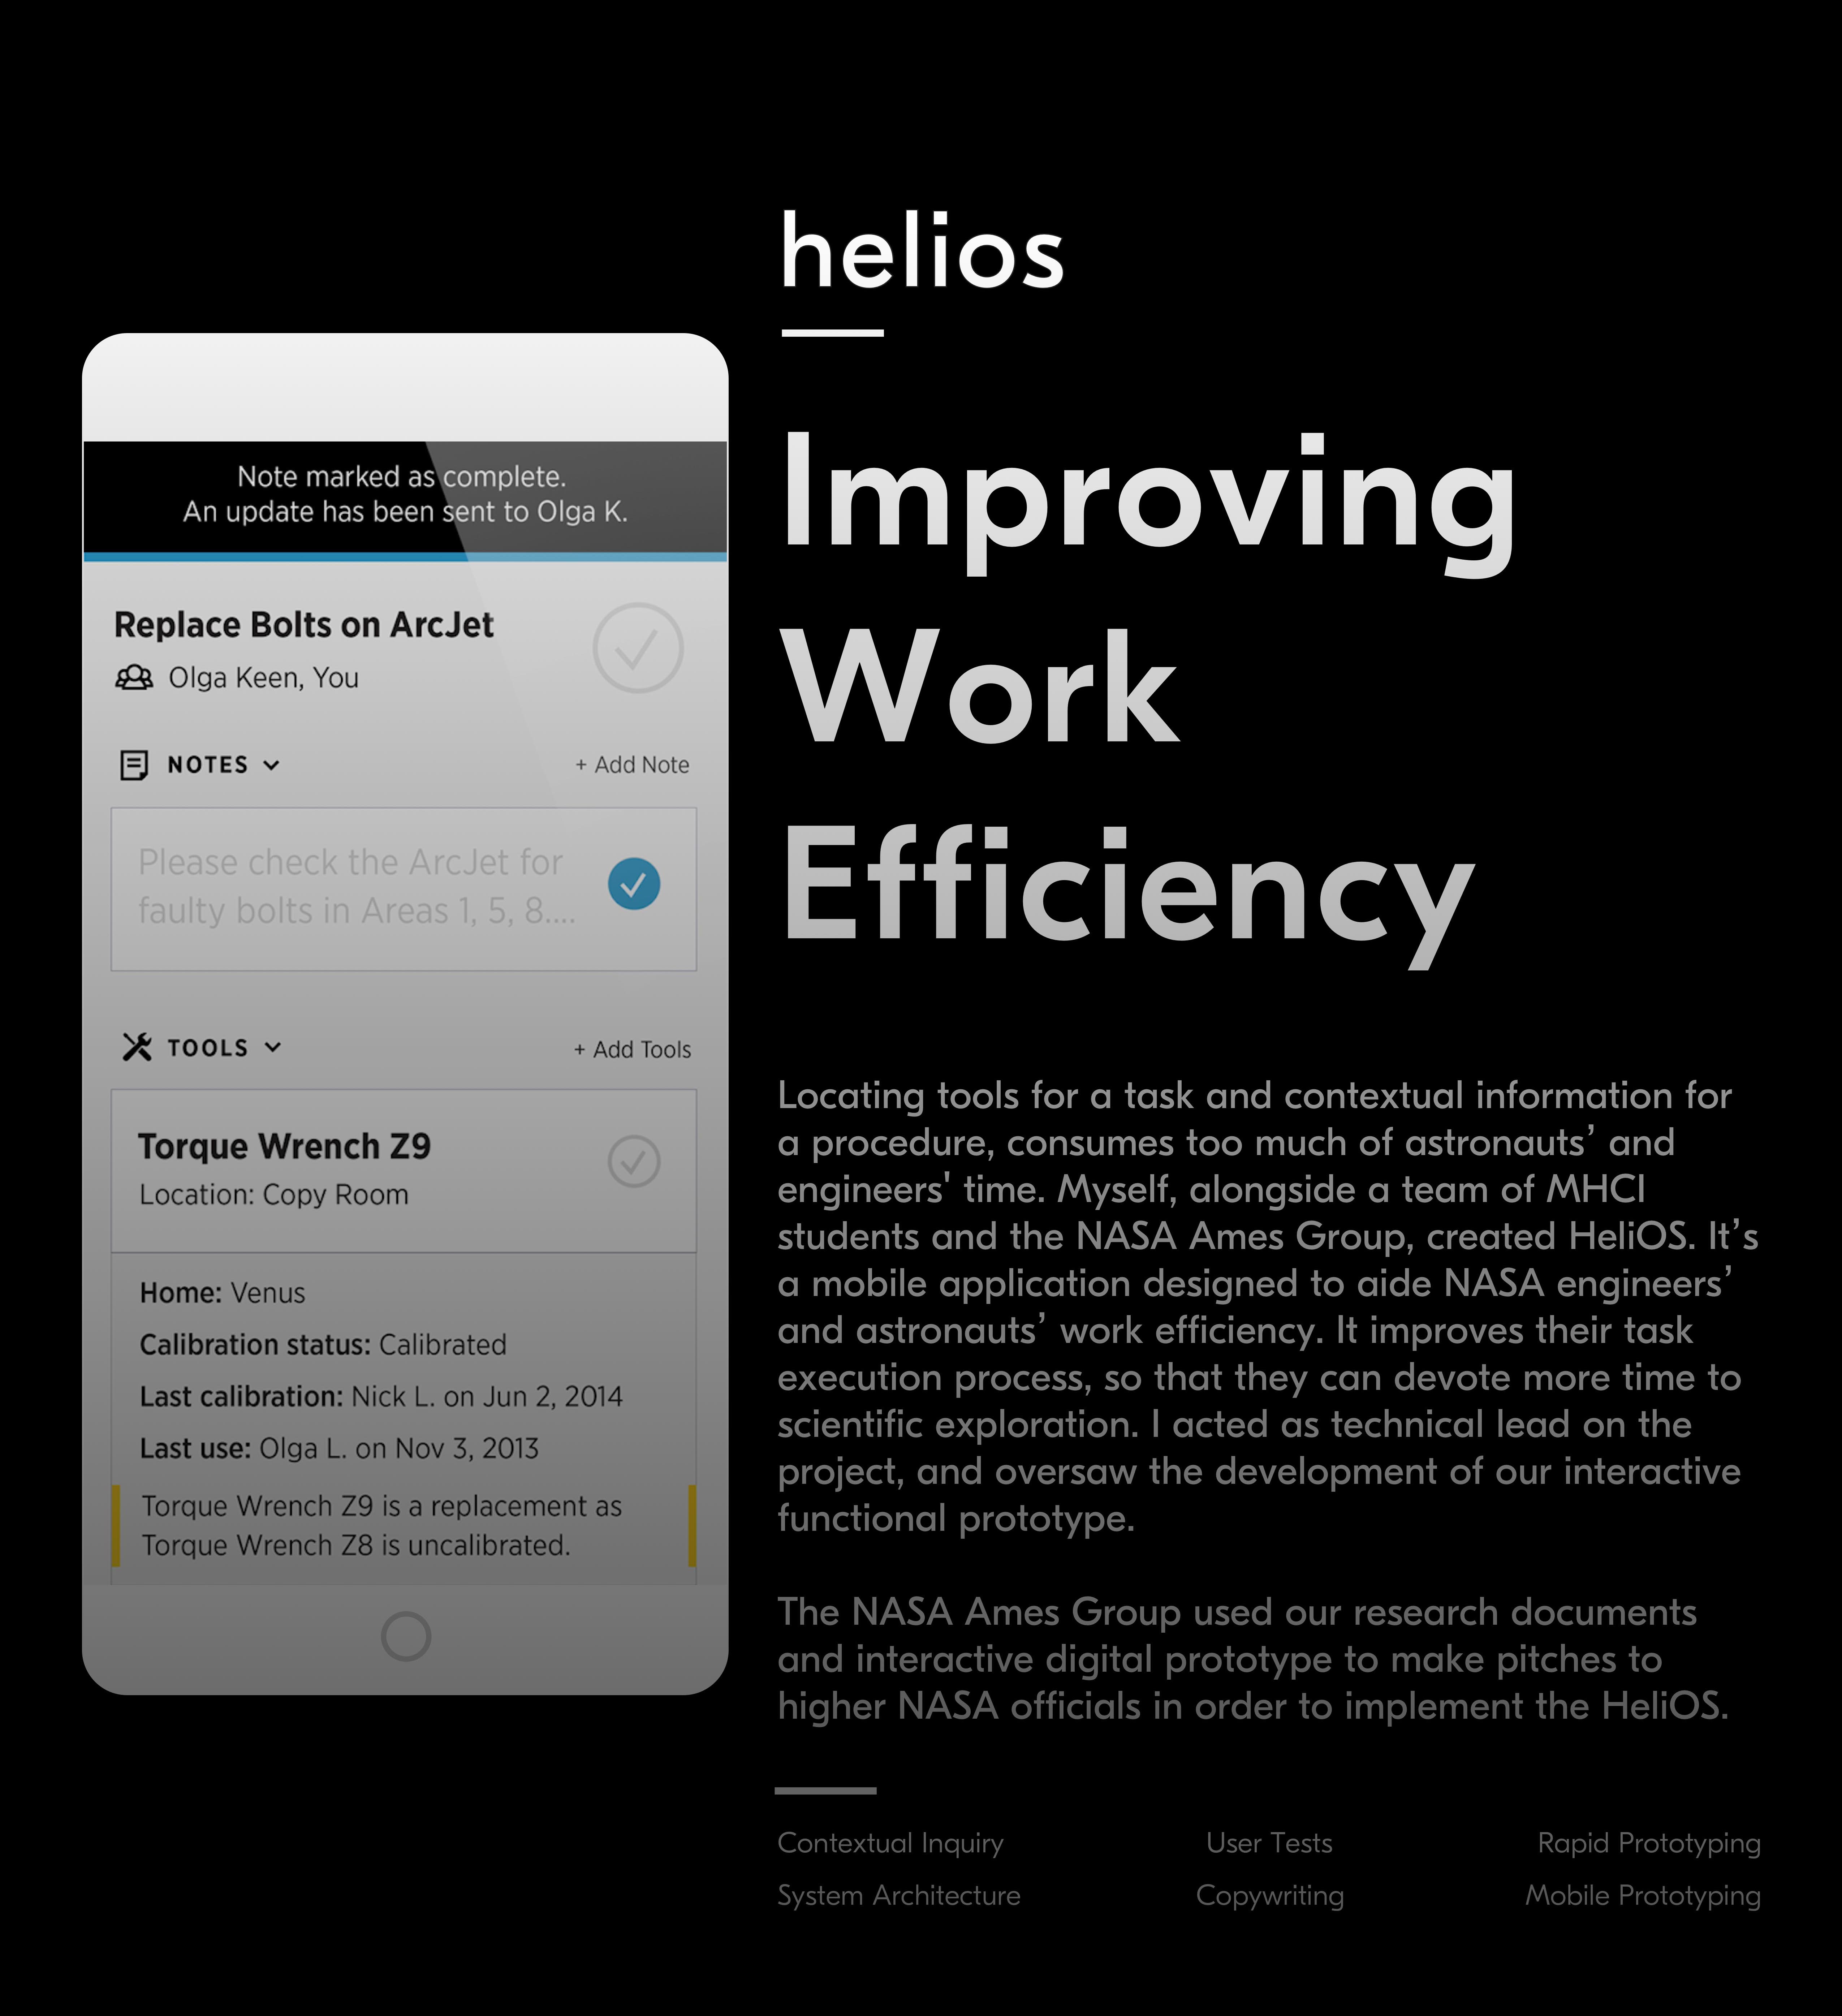 helios
Improving
Work
Efficiency
Note marked as complete.
An update has been sent to Olga K.
Replace Bolts on ArcJet
Olga Keen, You
NOTES
+ Add Note
Please check the ArcJet for
faulty bolts in Areas 1, 5, 8....
TOOLS
+ Add Tools
Torque Wrench Z9
Location: Copy Room
Home: Venus
Calibration status: Calibrated
Last calibration: Nick L. on Jun 2, 2014
Last use: Olga L. on Nov 3, 2013
Torque Wrench Z9 is a replacement as
Torque Wrench Z8 is uncalibrated.
Locating tools for a task and contextual information for
a procedure, consumes too much of astronauts’ and
engineers' time. Myself, alongside a team of MHCI
students and the NASA Ames Group, created HeliOS. It’s
a mobile application designed to aide NASA engineers’
and astronauts’ work efficiency. It improves their task
execution process, so that they can devote more time to
scientific exploration. I acted as technical lead on the
project, and oversaw the development of our interactive
functional prototype.
The NASA Ames Group used our research documents
and interactive digital prototype to make pitches to
higher NASA officials in order to implement the HeliOS.
Contextual Inquiry
User Tests
Rapid Prototyping
System Architecture
Copywriting
Mobile Prototyping